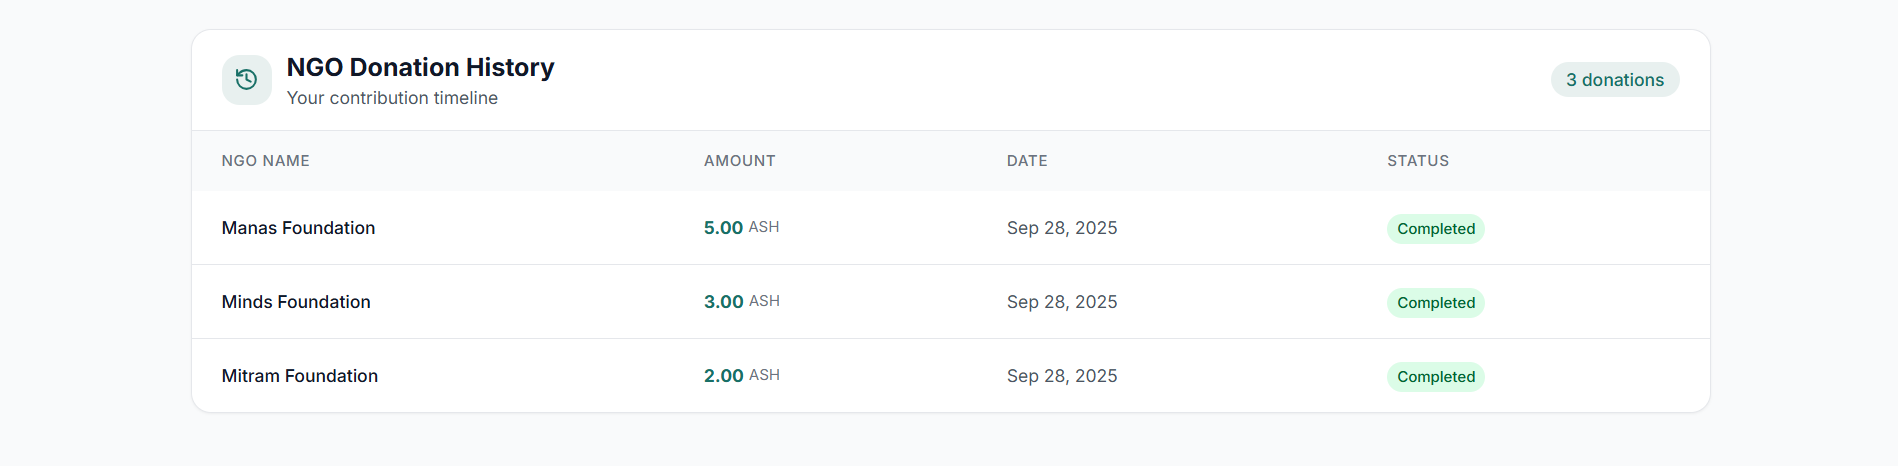 NGO Donation History
Your contribution timeline
3 donations
NGO NAME AMOUNT DATE STATUS
Manas Foundation 5.00 ASH Sep 28, 2025 Completed
Minds Foundation 3.00 ASH Sep 28, 2025 Completed
Mitram Foundation 2.00 ASH Sep 28, 2025 Completed